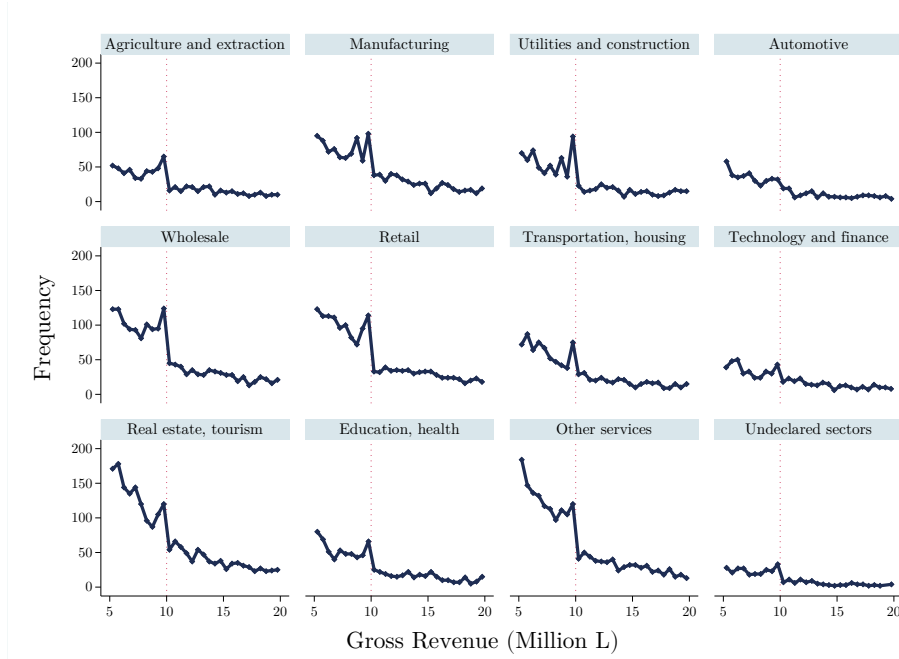 Agriculture and extraction Manufacturing Utilities and construction Automotive
200
150
100
50
0
Wholesale Retail Transportation, housing Technology and finance
200
150
100
50
0
Frequency
Real estate, tourism Education, health Other services Undeclared sectors
200
150
100
50
0
5 10 15 20 5 10 15 20 5 10 15 20 5 10 15 20
Gross Revenue (Million L)